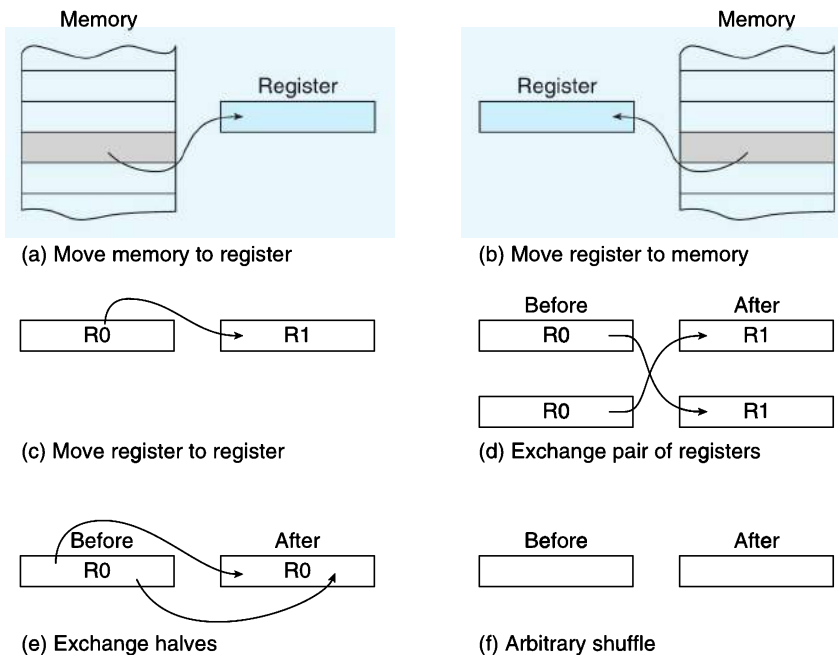 Memory
Memory
Register
Register
(a) Move memory to register
(b) Move register to memory
R0
R1
(c) Move register to register
Before
After
R0
R1
R0
R1
(d) Exchange pair of registers
Before
After
R0
R0
(e) Exchange halves
Before
After
(f) Arbitrary shuffle